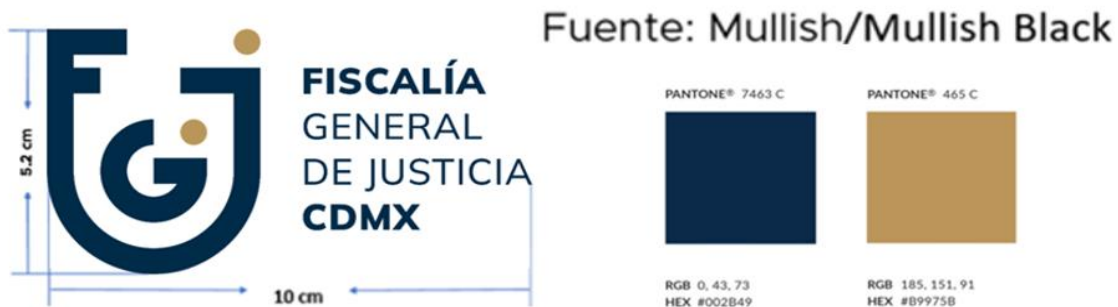 Fuente: Mullish/Mullish Black
5.2 cm
FGJ
FISCALÍA
GENERAL
DE JUSTICIA
CDMX
10 cm
PANTONE® 7463 C
RGB 0, 43, 73
HEX #002B49
PANTONE® 465 C
RGB 185, 151, 91
HEX #B9975B